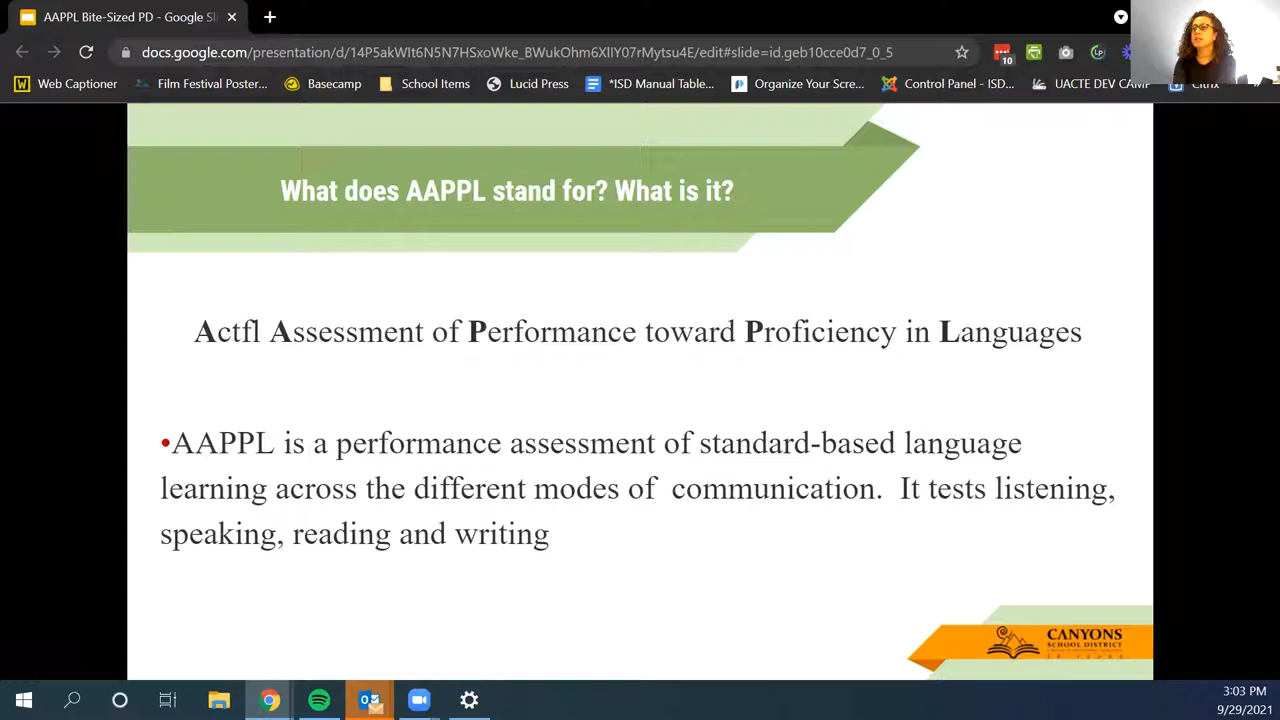 AAPPL Bite-Sized PD - Google Sl
docs.google.com/presentation/d/14P5akWIt6N5N7HSxoWke_BWukOhm6XllY07rMytsu4E/edit#slide=id.geb10cce0d7_0_5
10
Web Captioner
Film Festival Poster...
Basecamp
School Items
Lucid Press
*ISD Manual Table...
Organize Your Scre...
Control Panel - ISD...
UACTE DEV CAMP
Citrix
What does AAPPL stand for? What is it?
Actfl Assessment of Performance toward Proficiency in Languages
•AAPPL is a performance assessment of standard-based language
learning across the different modes of communication. It tests listening,
speaking, reading and writing
CANYONS
SCHOOL DISTRICT
3:03 PM
9/29/2021